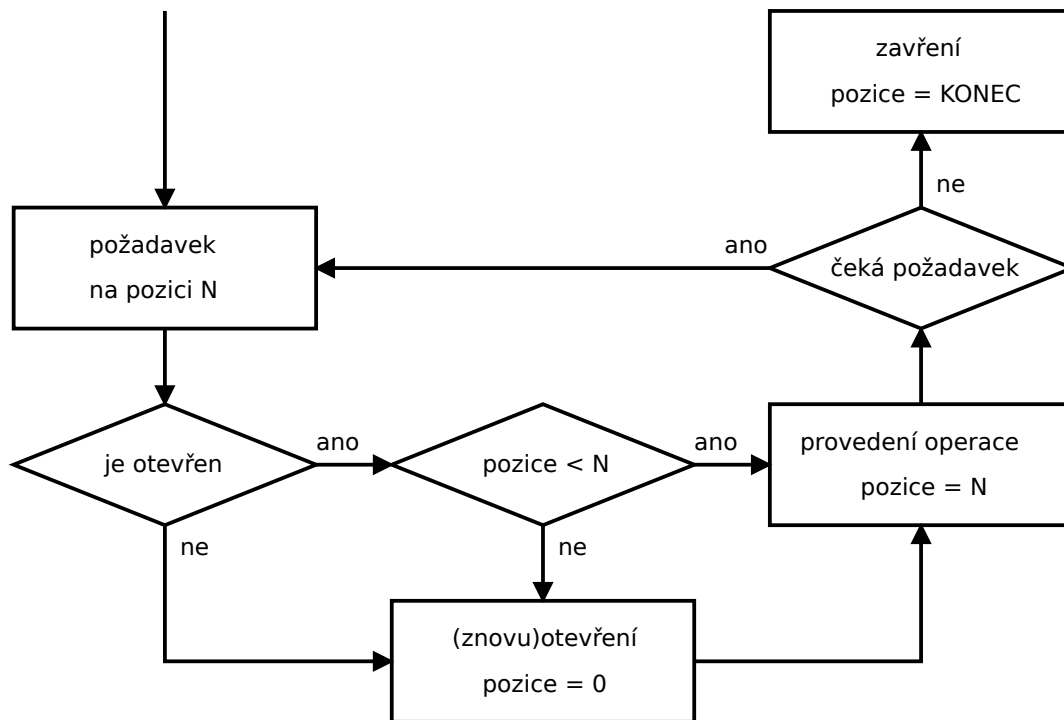 zavření
pozice = KONEC
ne
požadavek
na pozici N
ano
čeká požadavek
je otevřen
ano
pozice < N
ano
provedení operace
pozice = N
ne
ne
(znovu)otevření
pozice = 0